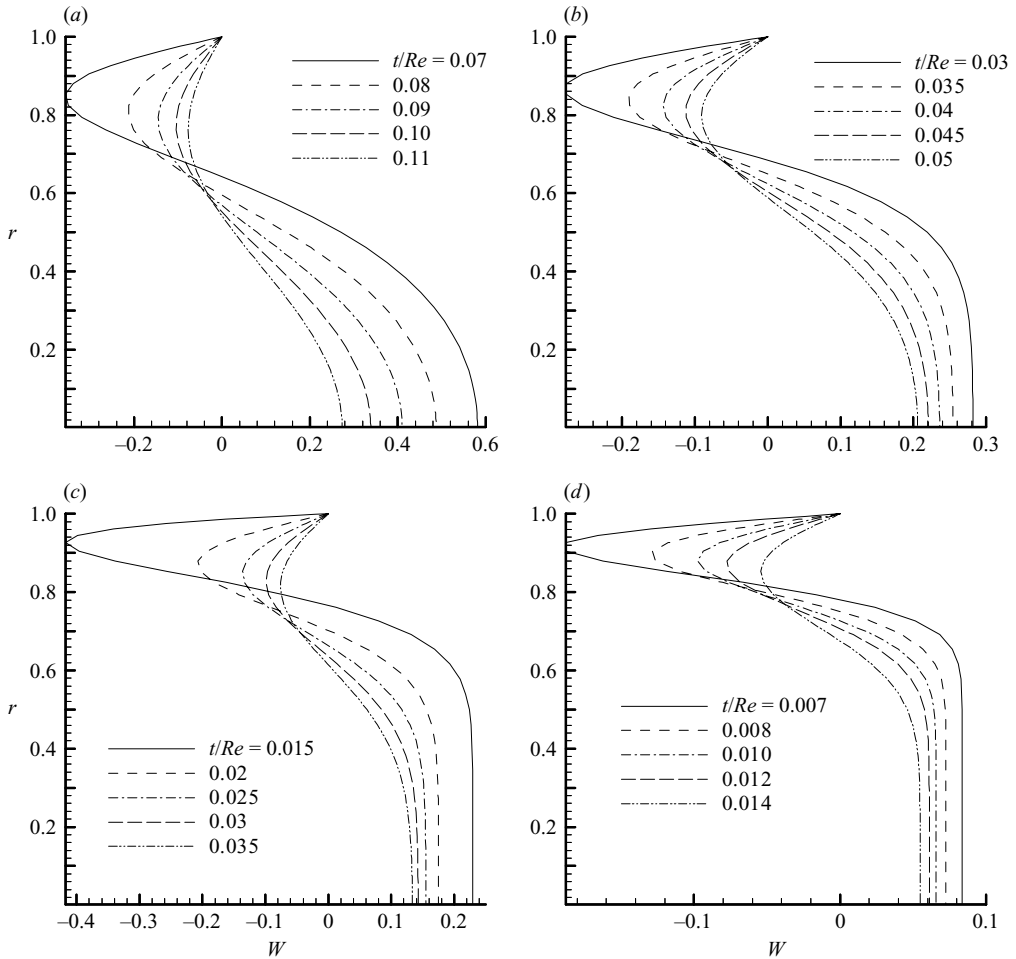 (a)
1.0
0.8
0.6
0.4
0.2
r
t/Re = 0.07
0.08
0.09
0.10
0.11
−0.2 0 0.2 0.4 0.6
(b)
1.0
0.8
0.6
0.4
0.2
t/Re = 0.03
0.035
0.04
0.045
0.05
−0.2 −0.1 0 0.1 0.2 0.3
(c)
1.0
0.8
0.6
0.4
0.2
r
t/Re = 0.015
0.02
0.025
0.03
0.035
−0.4 −0.3 −0.2 −0.1 0 0.1 0.2
W
(d)
1.0
0.8
0.6
0.4
0.2
t/Re = 0.007
0.008
0.010
0.012
0.014
−0.1 0 0.1
W